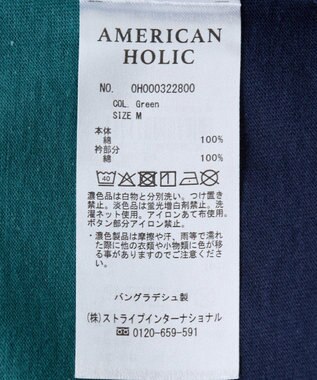 AMERICAN
HOLIC
NO. 0H000322800
COL. Green
SIZE M
本体
綿 100%
衿部分
綿 100%
40
濃色品は白物と分別洗い。つけ置き
禁止。淡色品は蛍光増白剤禁止。洗
濯ネット使用。アイロンあて布使用。
ボタン部分アイロン禁止。
・濃色製品は摩擦や汗、雨等で濡れ
た際に他の衣類や小物類に色が移
る事がありますのでご注意ください
バングラデシュ製
(株)ストライプインターナショナル
0120-659-591